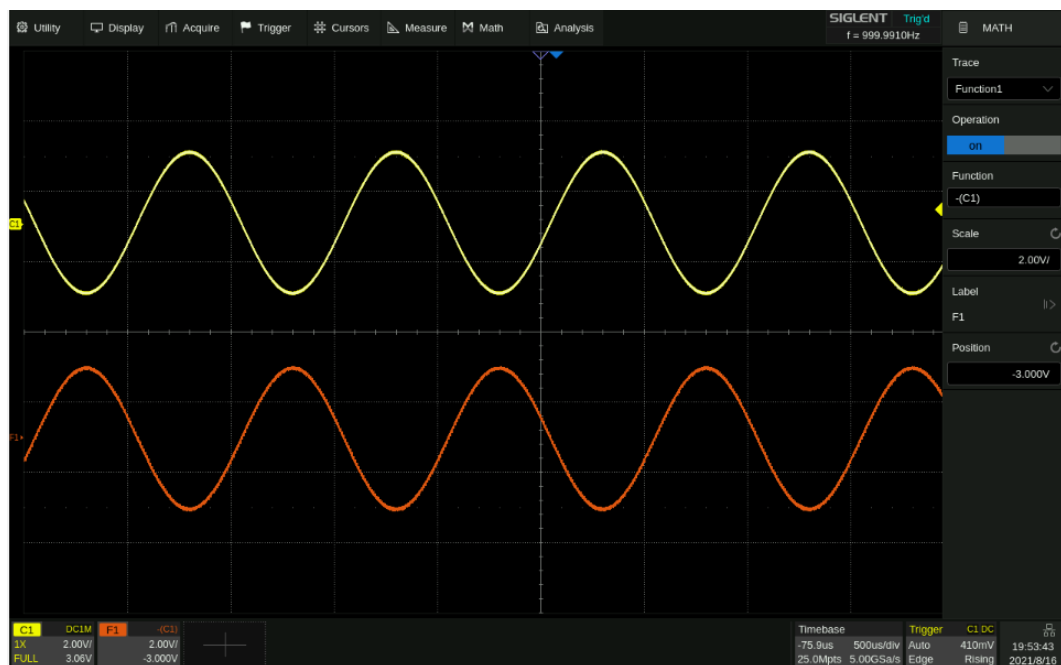 Utility Display Acquire Trigger Cursors Measure Math Analysis
SIGLENT Trig'd
f = 999.9910Hz
MATH
Trace
Function1
Operation
on
Function
-(C1)
Scale
2.00V/
Label
F1
Position
-3.000V
C1
F1
C1 DC1M
1X 2.00V/
FULL 3.06V
F1 -(C1)
2.00V/
-3.000V
Timebase
-75.9us 500us/div
25.0Mpts 5.00GSa/s
Trigger C1 DC
Auto 410mV
Edge Rising
19:53:43
2021/8/16